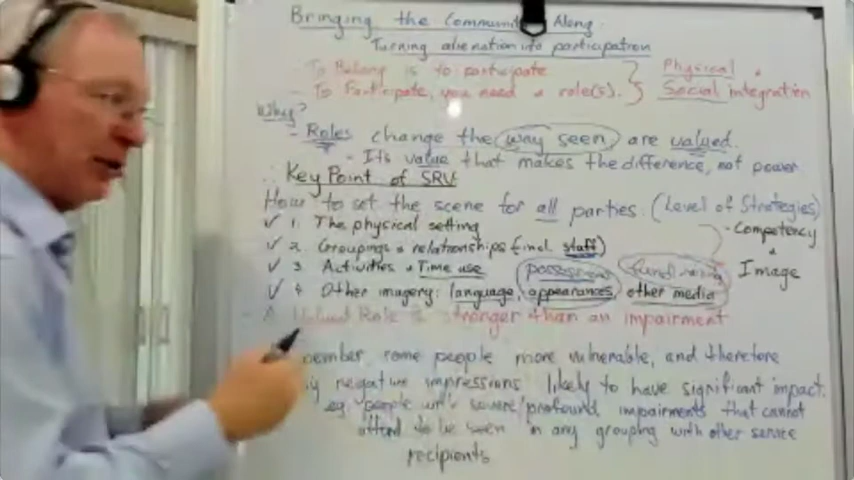 Bringing the Community Along.
Turning alienation into participation
To Belong is to participate
- To Participate, you need a role(s).
Physical &
Social integration
Why?
- Roles change the way seen, are valued.
- Its value that makes the difference, not power
Key Point of SRV
How to set the scene for all parties. (Level of Strategies)
✓ 1. The physical setting
✓ 2. Groupings & relationships (incl. staff)
✓ 3. Activities & Time use
✓ 4. Other imagery: language, appearances, other media
possessions
fund raising
- Competency
&
Image
A Valued Role is stronger than an impairment
some people more vulnerable, and therefore
negative impressions likely to have significant impact.
eg. people with severe/profound impairments that cannot
afford to be seen in any grouping with other service
recipients